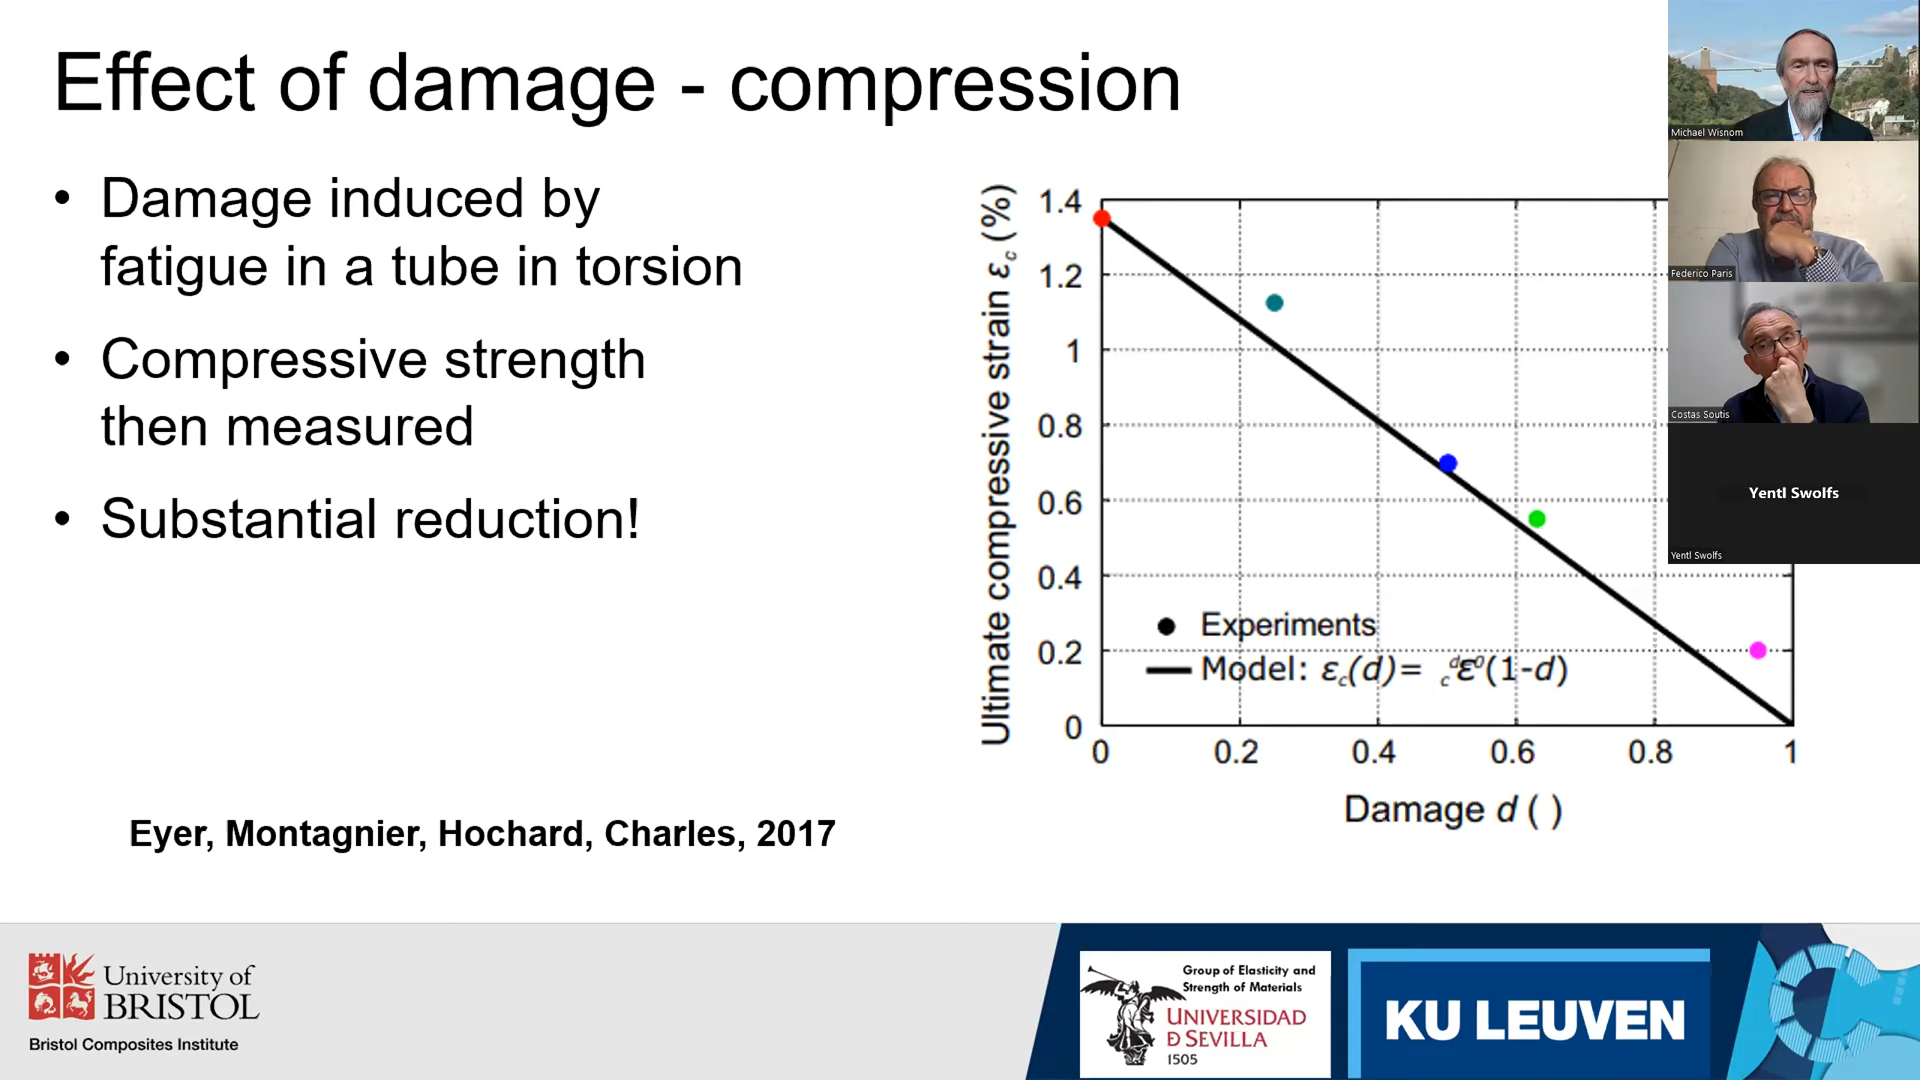 Effect of damage - compression
• Damage induced by
fatigue in a tube in torsion
• Compressive strength
then measured
• Substantial reduction!
Eyer, Montagnier, Hochard, Charles, 2017
Ultimate compressive strain εc (%)
1.4
1.2
1
0.8
0.6
0.4
0.2
0
Experiments
Model: εc(d)= cdε0(1-d)
0 0.2 0.4 0.6 0.8 1
Damage d ( )
Michael Wisnom
Federico Paris
Costas Soutis
Yentl Swolfs
Yentl Swolfs
University of
BRISTOL
Bristol Composites Institute
Group of Elasticity and
Strength of Materials
UNIVERSIDAD
DE SEVILLA
1505
KU LEUVEN